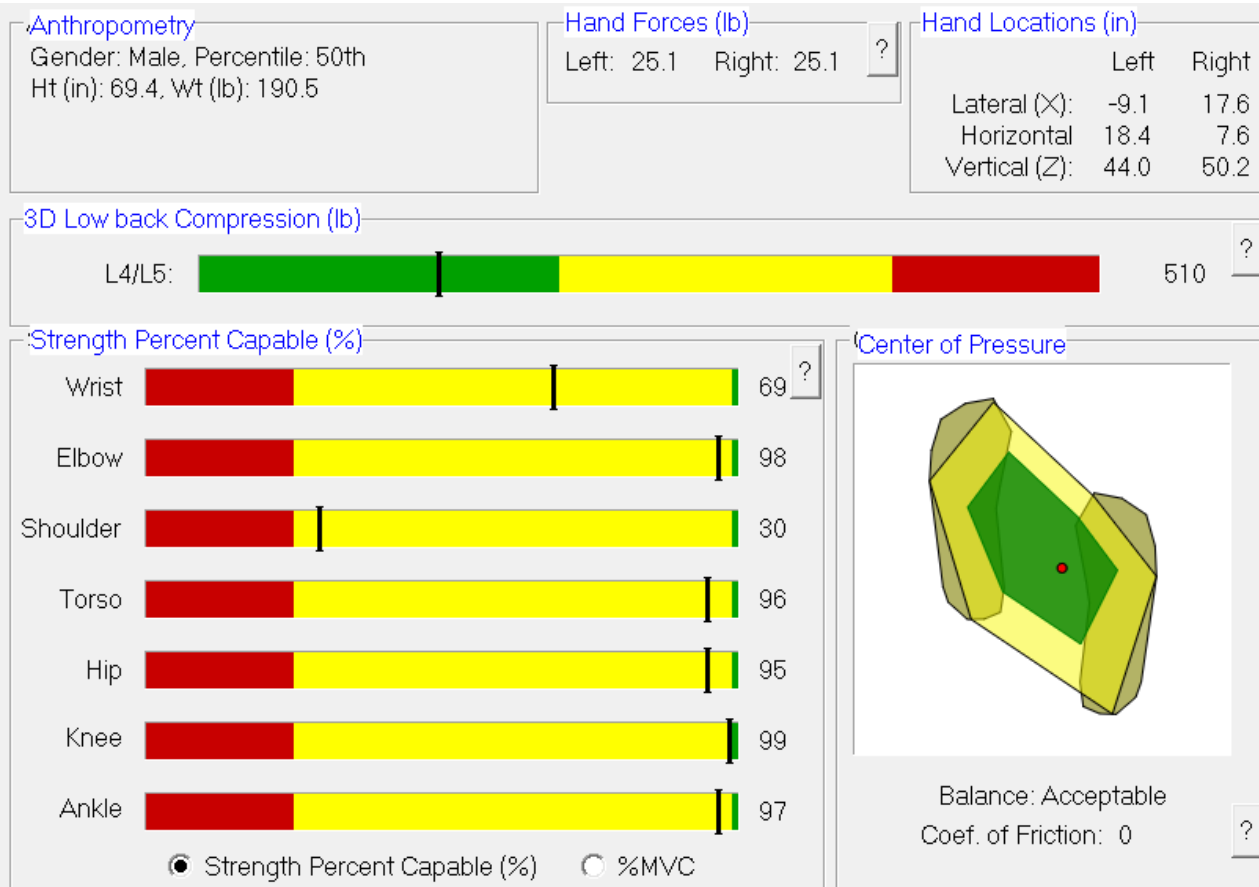 Anthropometry
Gender: Male, Percentile: 50th
Ht (in): 69.4, Wt (lb): 190.5
Hand Forces (lb)
Left: 25.1 Right: 25.1
?
Hand Locations (in)
Left Right
Lateral (X): -9.1 17.6
Horizontal 18.4 7.6
Vertical (Z): 44.0 50.2
3D Low back Compression (lb)
L4/L5: 510
?
Strength Percent Capable (%)
?
Wrist 69
Elbow 98
Shoulder 30
Torso 96
Hip 95
Knee 99
Ankle 97
Strength Percent Capable (%) %MVC
Center of Pressure
Balance: Acceptable
Coef. of Friction: 0
?